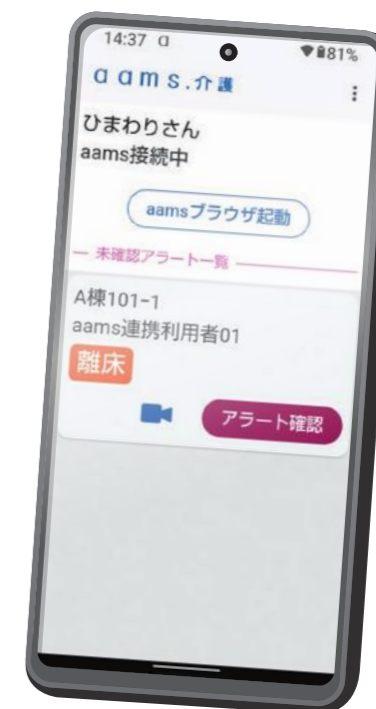 14:37 a 81%
aams.介護
ひまわりさん
aams接続中
aamsブラウザ起動
未確認アラート一覧
A棟101-1
aams連携利用者01
離床
アラート確認